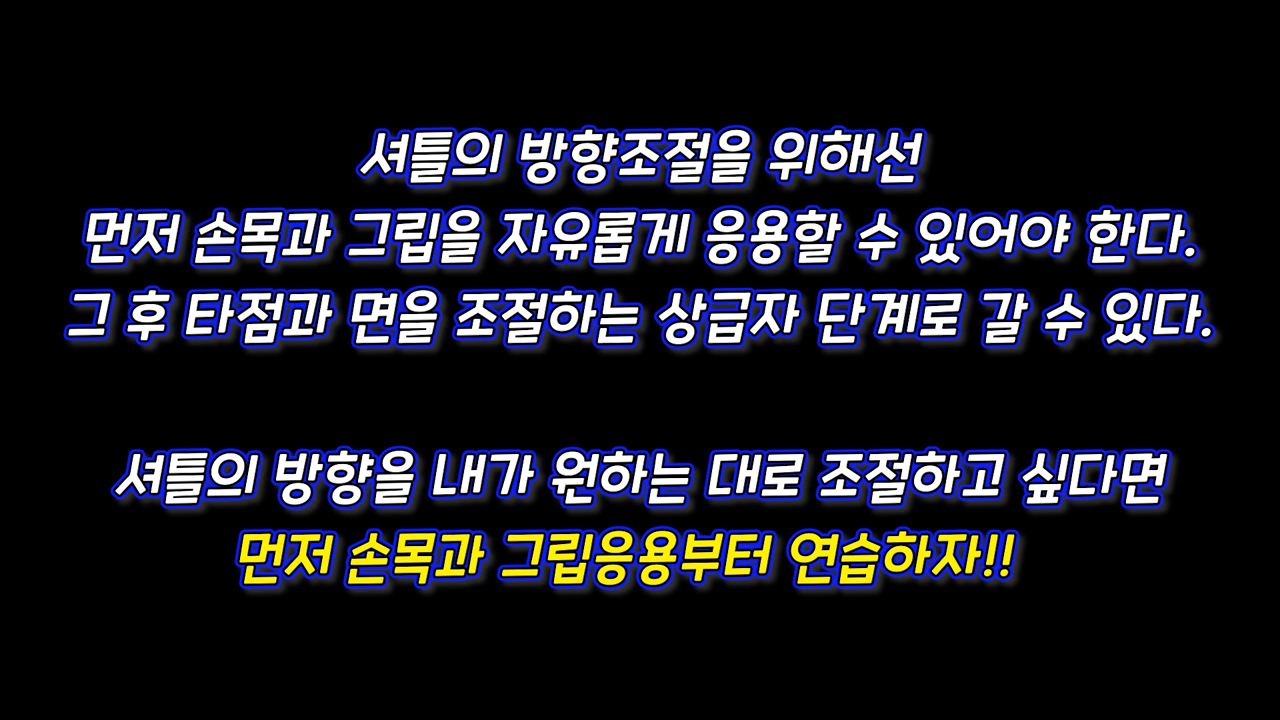 셔틀의 방향조절을 위해선
먼저 손목과 그립을 자유롭게 응용할 수 있어야 한다.
그 후 타점과 면을 조절하는 상급자 단계로 갈 수 있다.
셔틀의 방향을 내가 원하는 대로 조절하고 싶다면
먼저 손목과 그립응용부터 연습하자!!